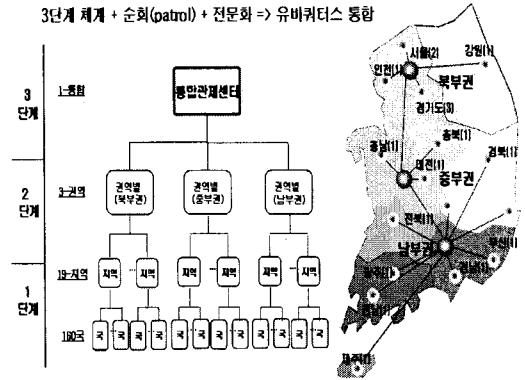 3단계 체계 + 순회(patrol) + 전문화 => 유비쿼터스 통합
3
단계
1-통합
통합관제센터
2
단계
3-권역
권역별
(북부권)
권역별
(중부권)
권역별
(남부권)
1
단계
19-지역
지역
지역
지역
지역
지역
지역
160국
국
국
국
국
국
국
국
국
국
국
국
국
서울(2)
강원(1)
인천(1)
북부권
경기도(3)
충북(1)
충남(1)
경북(1)
대전(1)
중부권
전북(1)
남부권
부산(1)
경남(1)
제주(1)